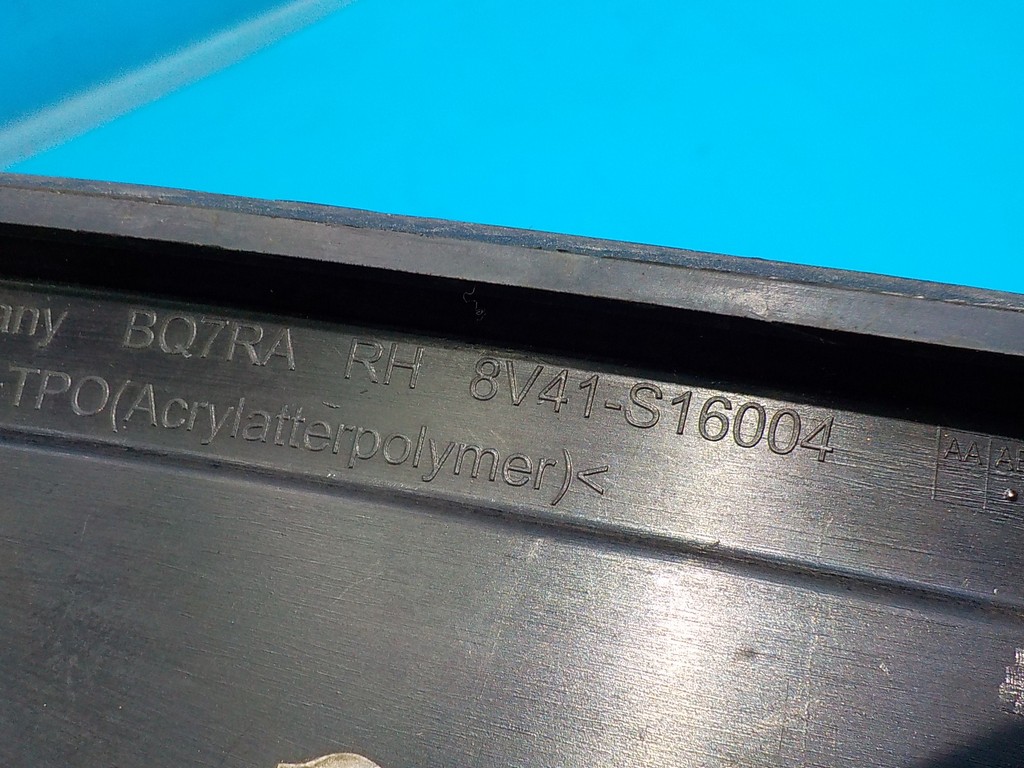 BQ7RA RH 8V41-S16004 AA
TPO(Acrylatterpolymer)<